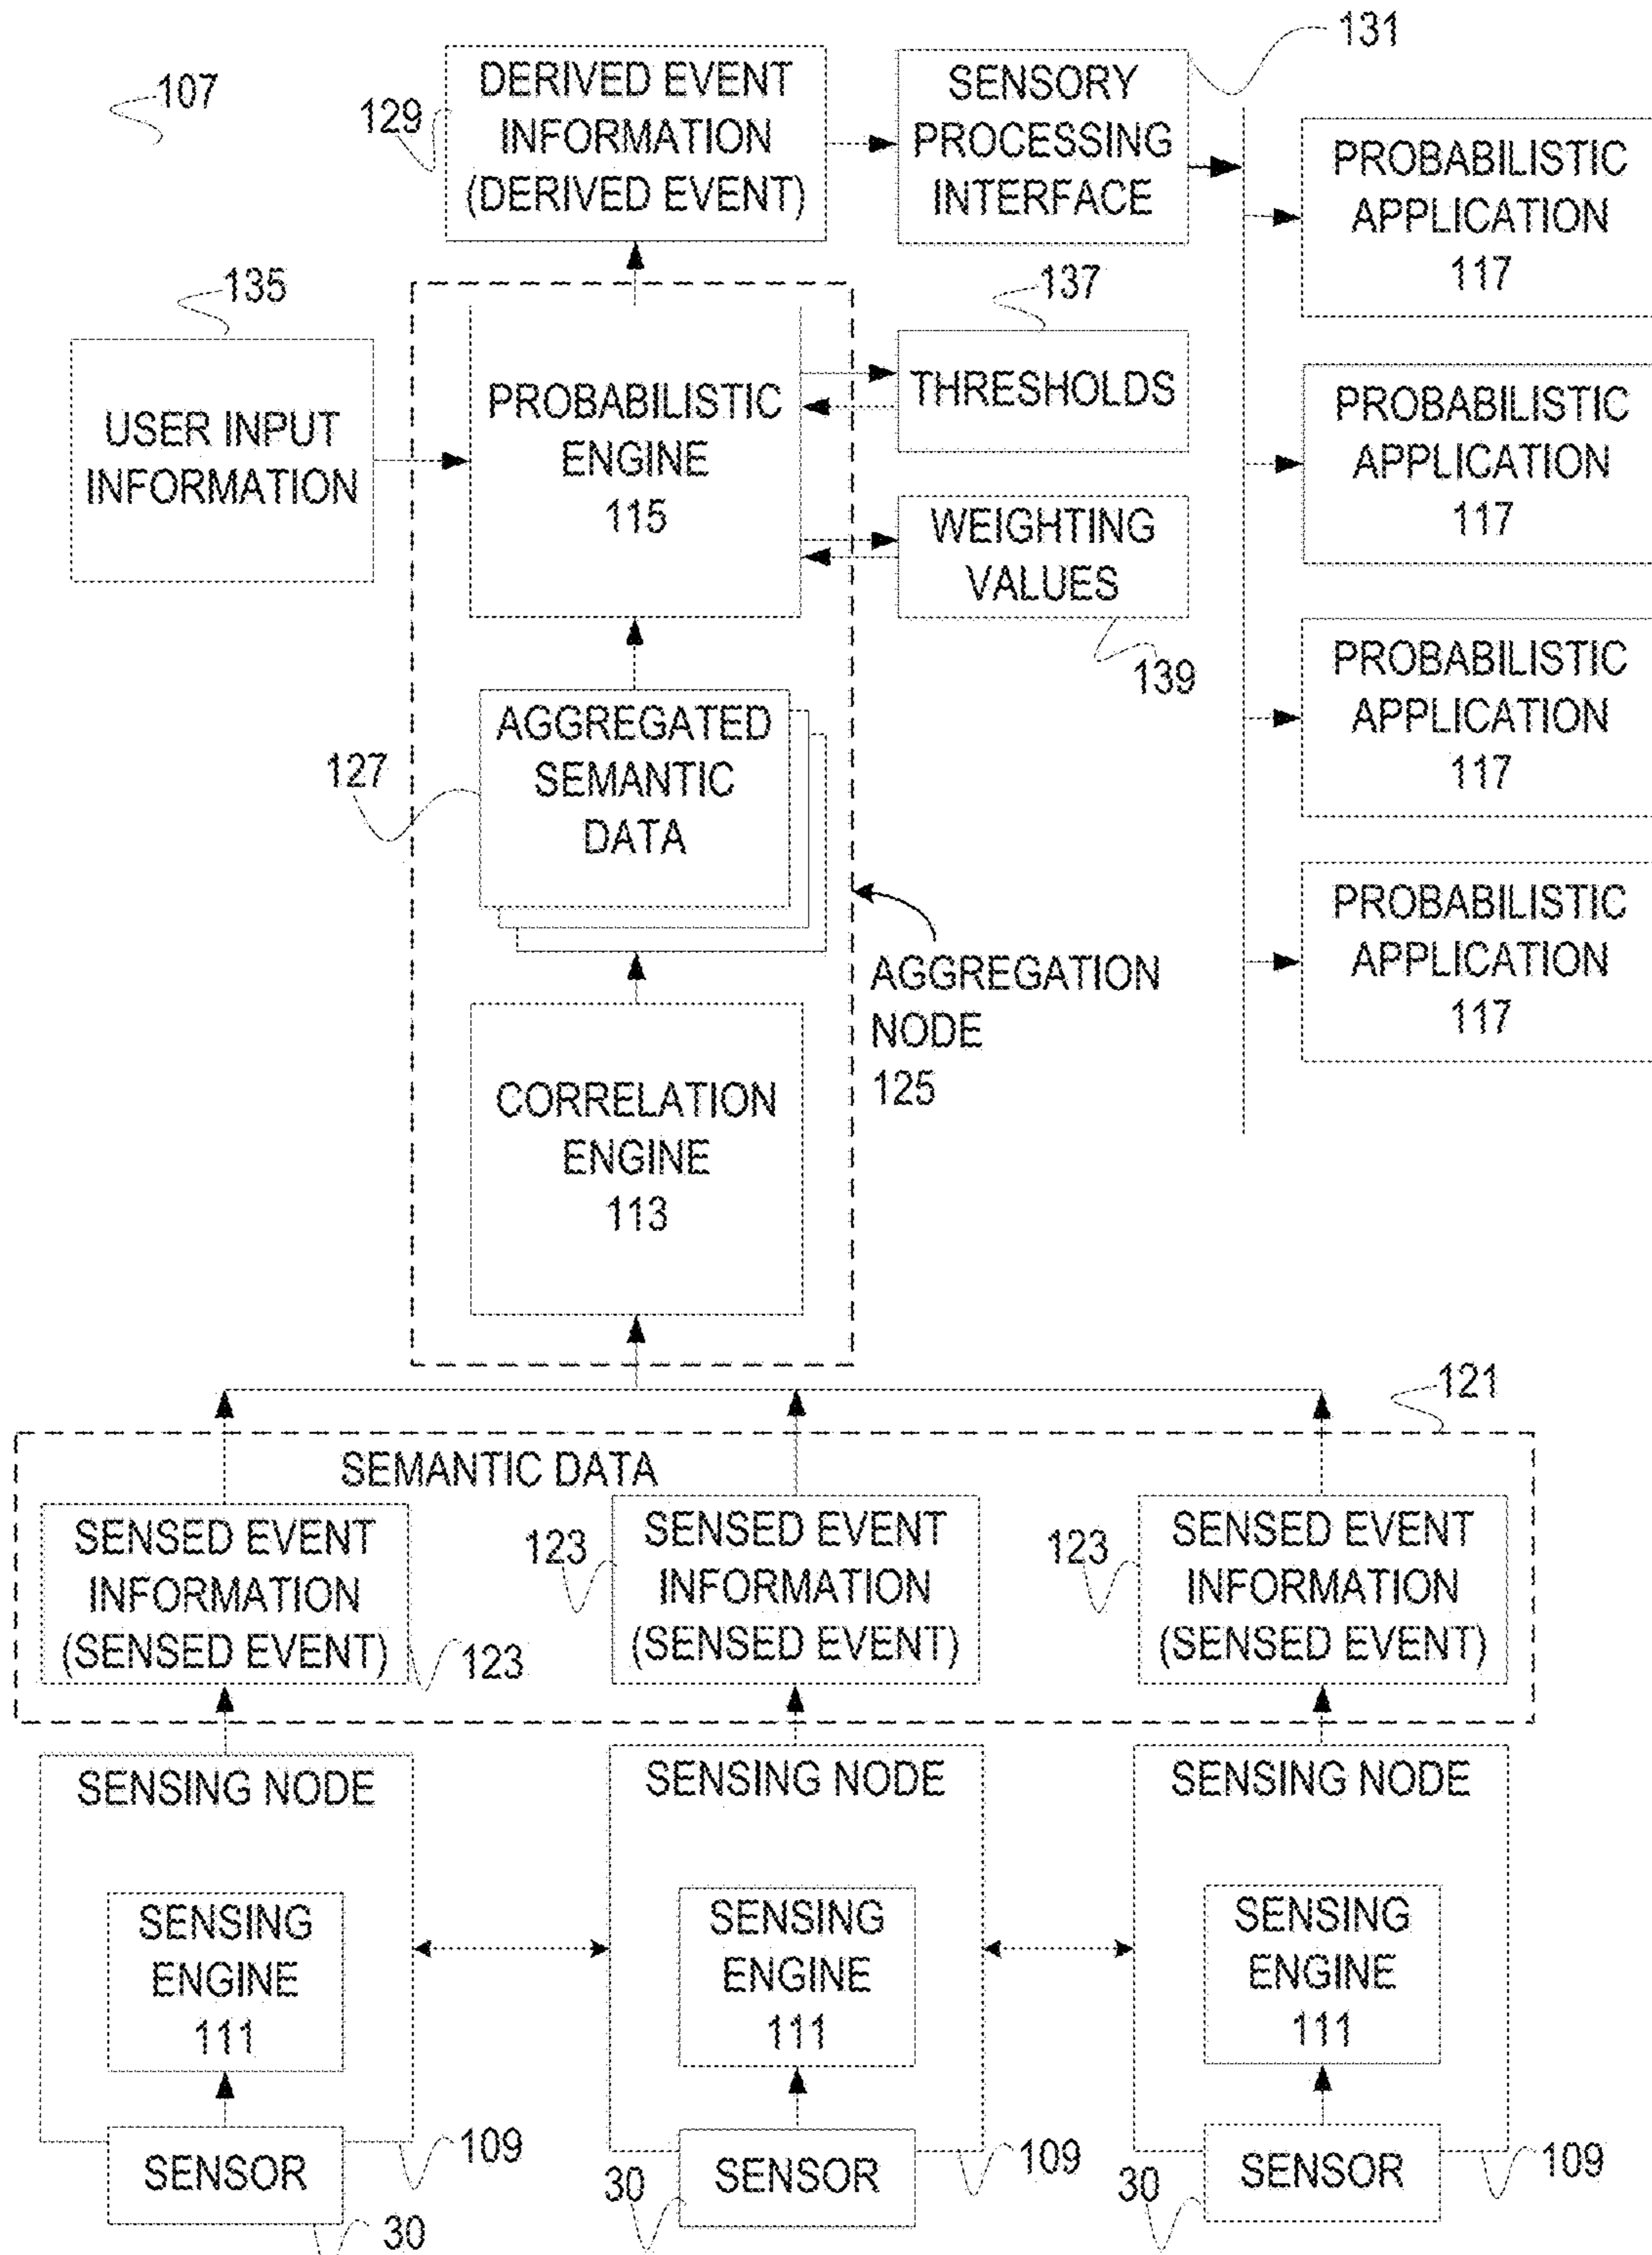 107
129
DERIVED EVENT
INFORMATION
(DERIVED EVENT)
SENSORY
PROCESSING
INTERFACE
131
PROBABILISTIC
APPLICATION
117
135
USER INPUT
INFORMATION
PROBABILISTIC
ENGINE
115
137
THRESHOLDS
WEIGHTING
VALUES
139
PROBABILISTIC
APPLICATION
117
PROBABILISTIC
APPLICATION
117
PROBABILISTIC
APPLICATION
117
127
AGGREGATED
SEMANTIC
DATA
AGGREGATION
NODE
125
CORRELATION
ENGINE
113
121
SEMANTIC DATA
SENSED EVENT
INFORMATION
(SENSED EVENT)
123
123
SENSED EVENT
INFORMATION
(SENSED EVENT)
123
SENSED EVENT
INFORMATION
(SENSED EVENT)
SENSING NODE
SENSING
ENGINE
111
SENSOR
109
30
SENSING NODE
SENSING
ENGINE
111
30
SENSOR
109
SENSING NODE
SENSING
ENGINE
111
30
SENSOR
109